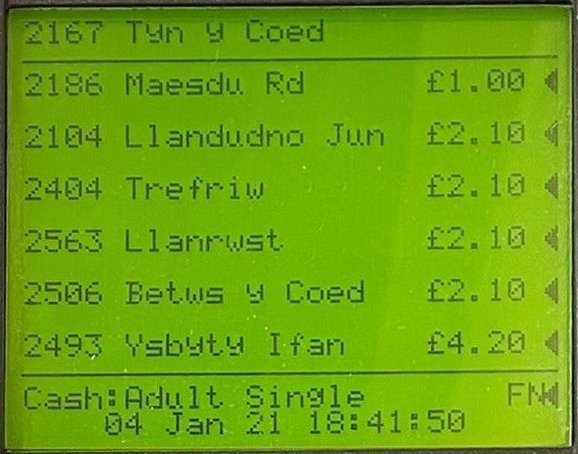 2167 Tyn y Coed
2186 Maesdu Rd £1.00
2104 Llandudno Jun £2.10
2404 Trefriw £2.10
2563 Llanrwst £2.10
2506 Betws y Coed £2.10
2493 Ysbyty Ifan £4.20
Cash:Adult Single FN
04 Jan 21 18:41:50